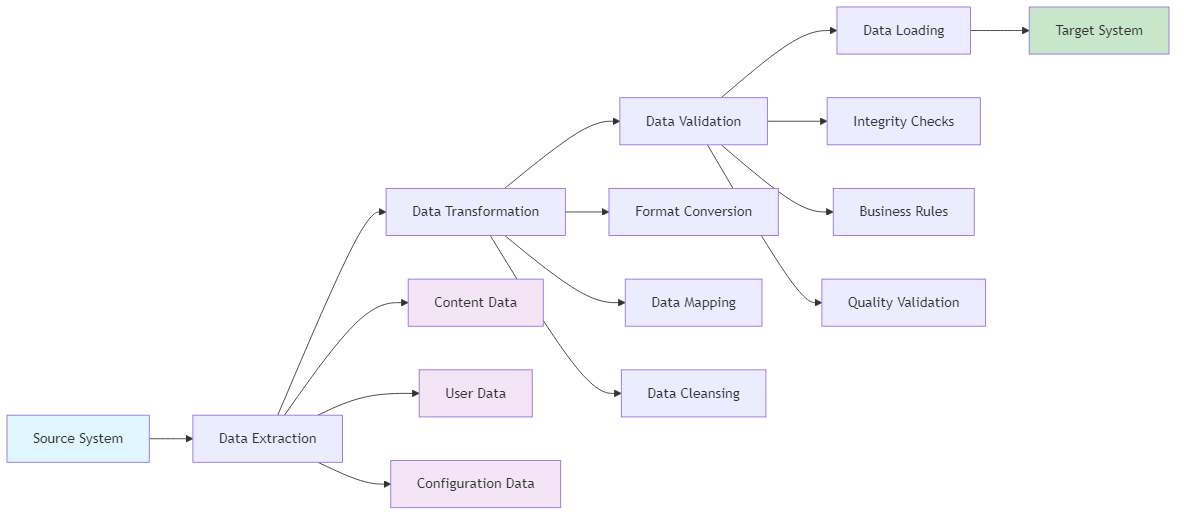 Data Loading
Target System
Data Validation
Integrity Checks
Data Transformation
Format Conversion
Business Rules
Content Data
Data Mapping
Quality Validation
User Data
Data Cleansing
Source System
Data Extraction
Configuration Data